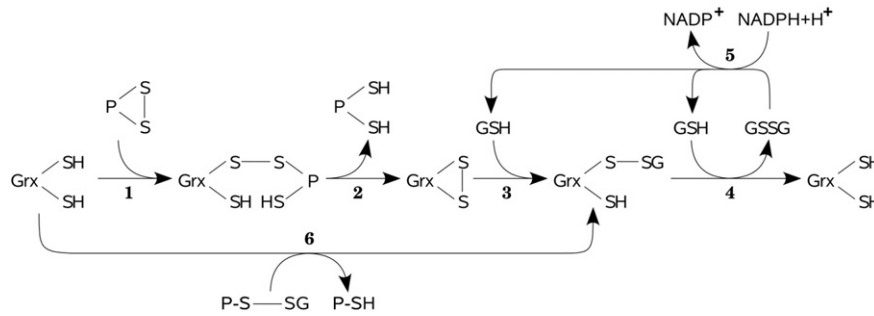 NADP+ NADPH+H+
5
S SH
P P
S SH GSH GSH GSSG
SH S S S S SG SH
Grx Grx P Grx Grx Grx
SH SH HS S SH SH
1 2 3 4
6
P-S SG P-SH